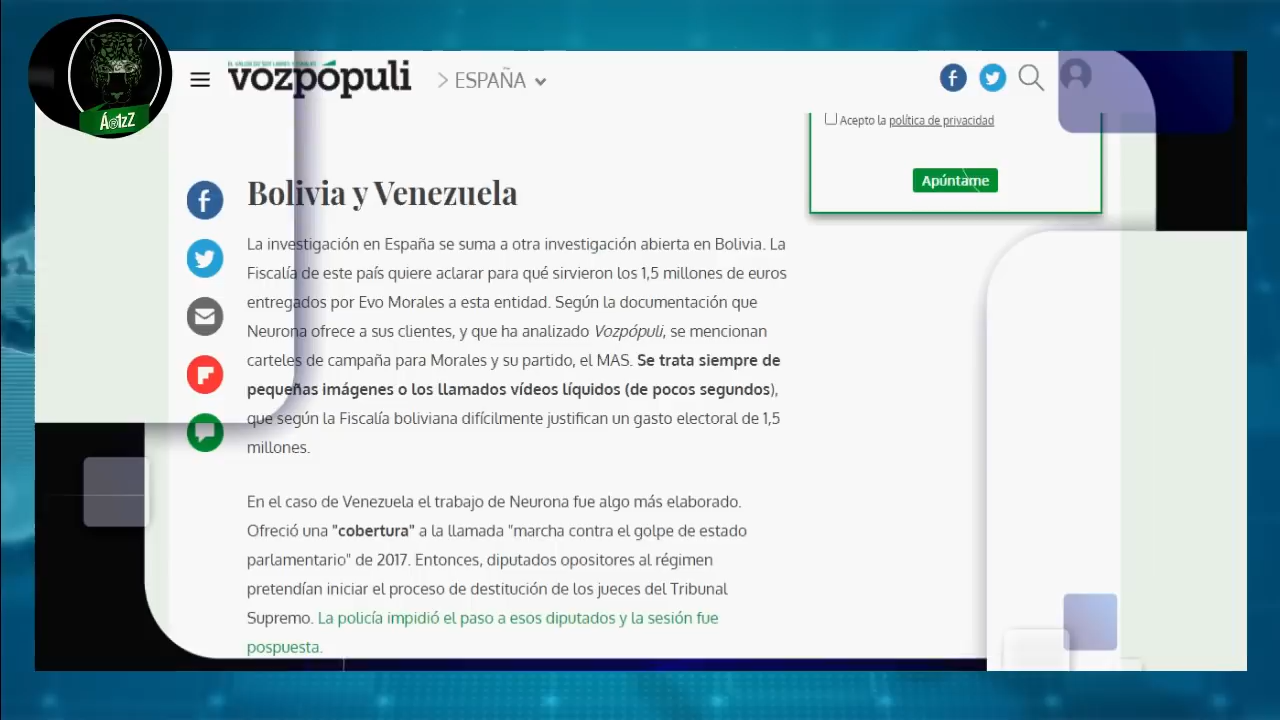 Á@1zZ
vozpópuli
> ESPAÑA
Acepto la política de privacidad
Apúntame
Bolivia y Venezuela
La investigación en España se suma a otra investigación abierta en Bolivia. La
Fiscalía de este país quiere aclarar para qué sirvieron los 1,5 millones de euros
entregados por Evo Morales a esta entidad. Según la documentación que
Neurona ofrece a sus clientes, y que ha analizado Vozpópuli, se mencionan
carteles de campaña para Morales y su partido, el MAS. Se trata siempre de
pequeñas imágenes o los llamados vídeos líquidos (de pocos segundos),
que según la Fiscalía boliviana difícilmente justifican un gasto electoral de 1,5
millones.
En el caso de Venezuela el trabajo de Neurona fue algo más elaborado.
Ofreció una "cobertura" a la llamada "marcha contra el golpe de estado
parlamentario" de 2017. Entonces, diputados opositores al régimen
pretendían iniciar el proceso de destitución de los jueces del Tribunal
Supremo. La policía impidió el paso a esos diputados y la sesión fue
pospuesta.